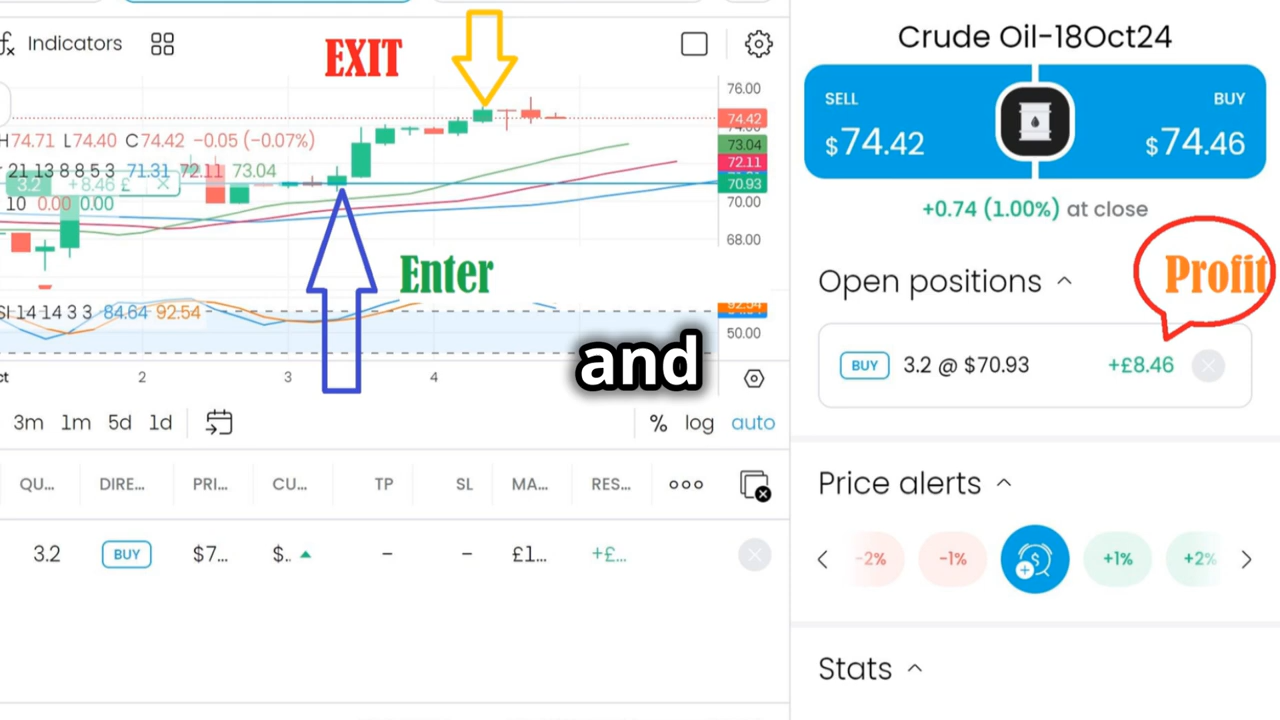 Indicators
EXIT
76.00
H74.71 L74.40 C74.42 -0.05 (-0.07%)
74.42
74.00
73.04
72.11
70.93
70.00
68.00
21 13 8 8 5 3 71.31 72.11 73.04
3.2 +8.46 £
10 0.00 0.00
Enter
SI 14 14 3 3 84.64 92.54
92.54
50.00
and
ct 2 3 4
3m 1m 5d 1d % log auto
QU... DIRE... PRI... CU... TP SL MA... RES...
3.2 BUY $7... $.. – – £1... +£...
Crude Oil-18Oct24
SELL BUY
$74.42 $74.46
+0.74 (1.00%) at close
Profit
Open positions
BUY 3.2 @ $70.93 +£8.46
Price alerts
-2% -1% $ +1% +2%
Stats